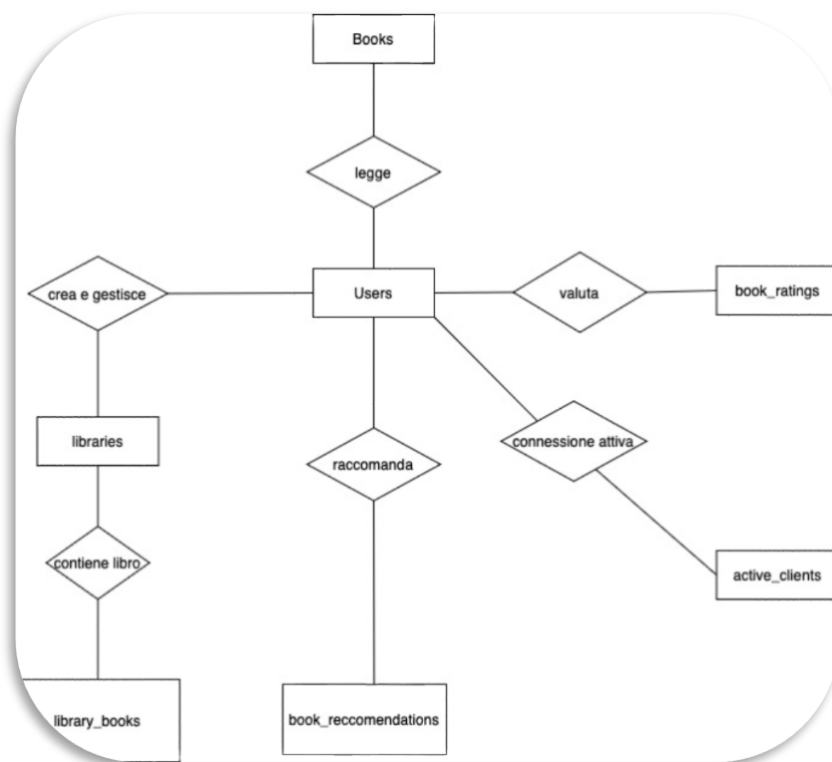 Books
legge
crea e gestisce
Users
valuta
book_ratings
libraries
raccomanda
connessione attiva
contiene libro
active_clients
library_books
book_reccomendations